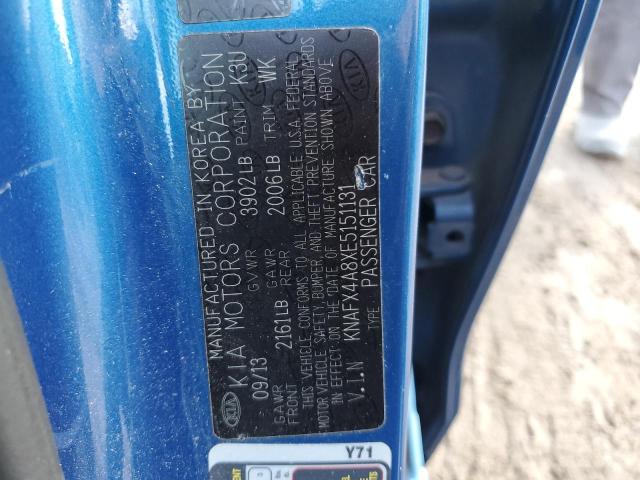 MANUFACTURED IN KOREA BY
KIA MOTORS CORPORATION
09/13 GVWR 3902LB PAINT K3U
GAWR FRONT 2161LB GAWR REAR 2006LB TRIM WK
THIS VEHICLE CONFORMS TO ALL APPLICABLE U.S.A. FEDERAL
MOTOR VEHICLE SAFETY BUMPER, AND THEFT PREVENTION STANDARDS
IN EFFECT ON THE DATE OF MANUFACTURE SHOWN ABOVE
V.I.N KNAFX4A8XE5151131
TYPE PASSENGER CAR
KIA
Y71